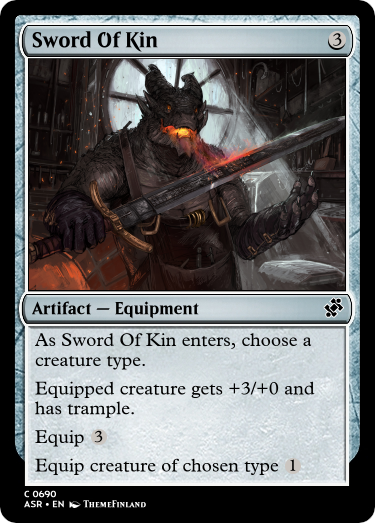 Sword Of Kin 3
Artifact — Equipment
As Sword Of Kin enters, choose a
creature type.
Equipped creature gets +3/+0 and
has trample.
Equip 3
Equip creature of chosen type 1
C 0690
ASR • EN ThemeFinland